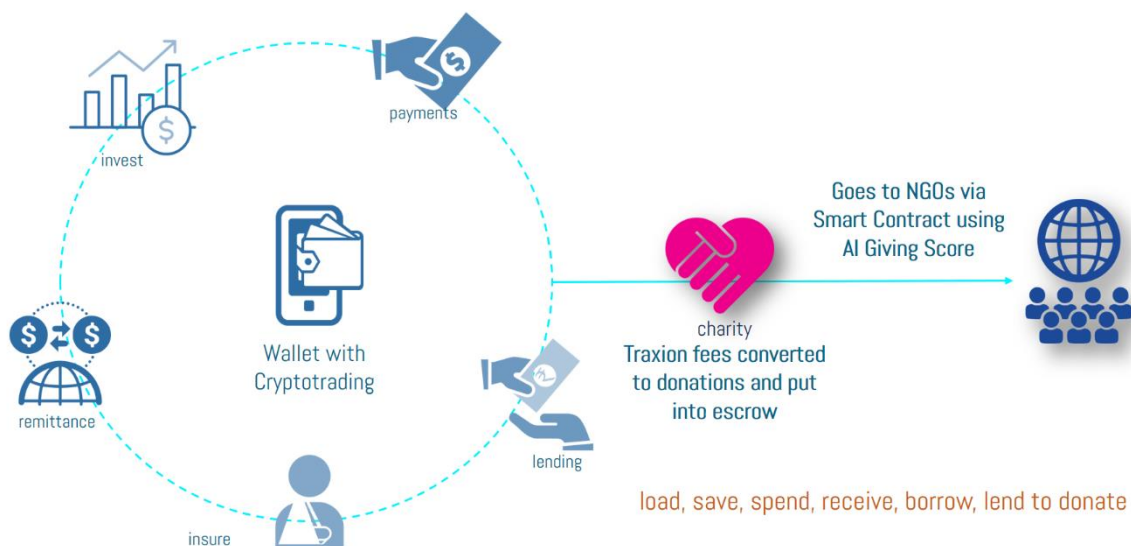 payments
invest
Goes to NGOs via
Smart Contract using
AI Giving Score
$ $
remittance
Wallet with
Cryptotrading
charity
Traxion fees converted
to donations and put
into escrow
lending
insure
load, save, spend, receive, borrow, lend to donate